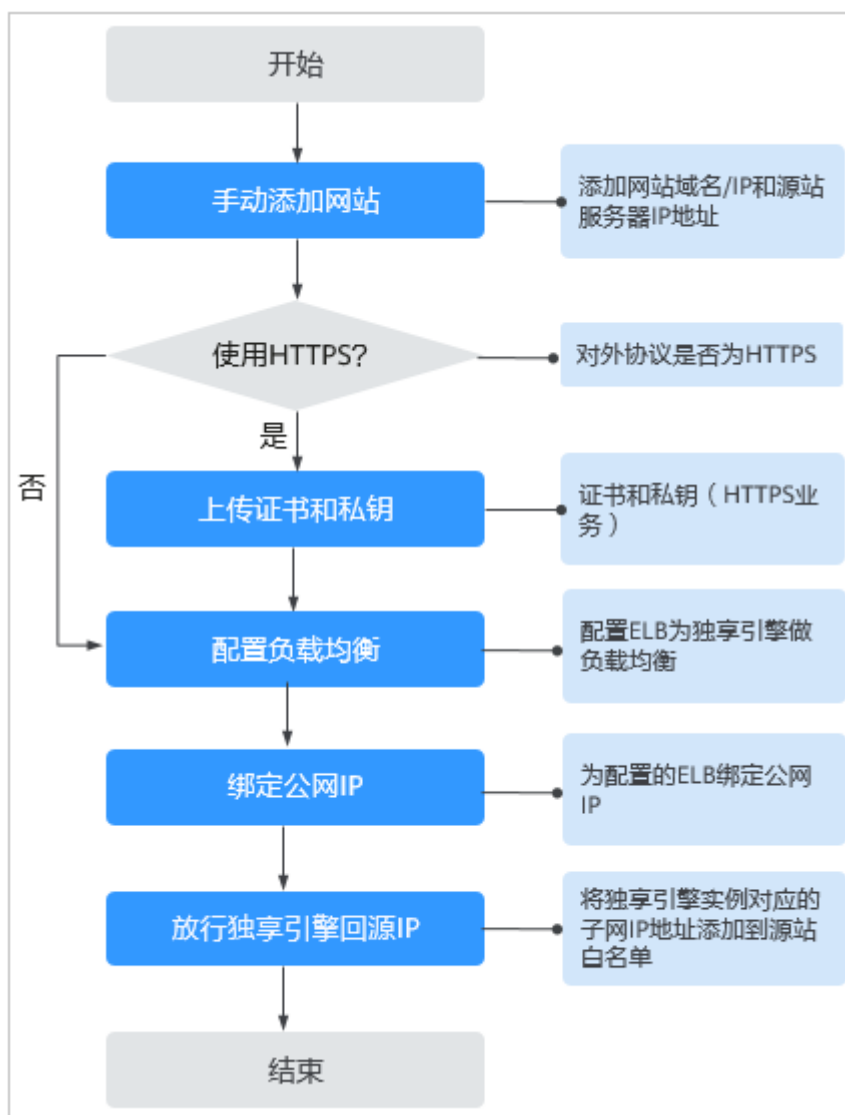 开始
手动添加网站
添加网站域名/IP和源站
服务器IP地址
使用HTTPS?
对外协议是否为HTTPS
是
否
上传证书和私钥
证书和私钥（HTTPS业
务）
配置负载均衡
配置ELB为独享引擎做
负载均衡
绑定公网IP
为配置的ELB绑定公网
IP
放行独享引擎回源IP
将独享引擎实例对应的
子网IP地址添加到源站
白名单
结束